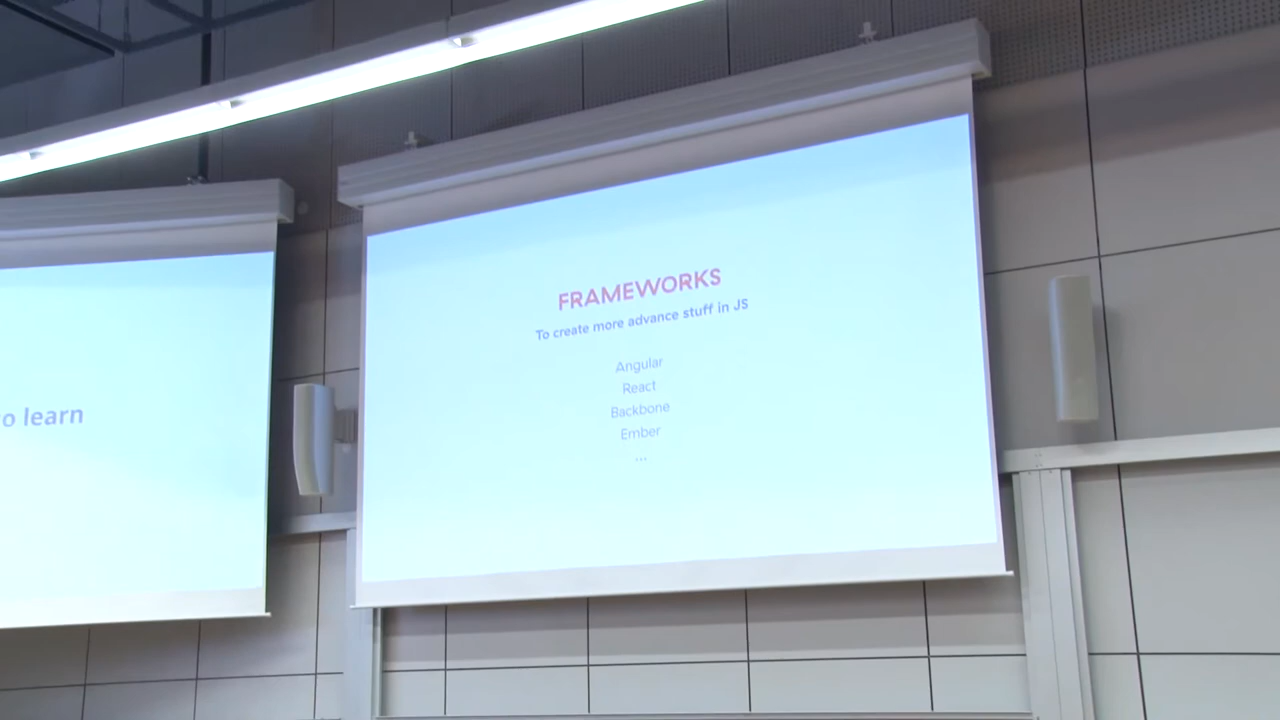 o learn
FRAMEWORKS
To create more advance stuff in JS
Angular
React
Backbone
Ember
...